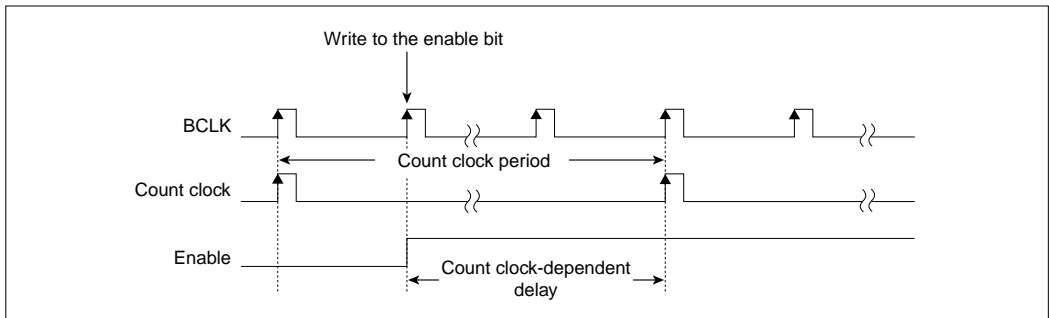 Write to the enable bit
BCLK
Count clock period
Count clock
Enable
Count clock-dependent
delay